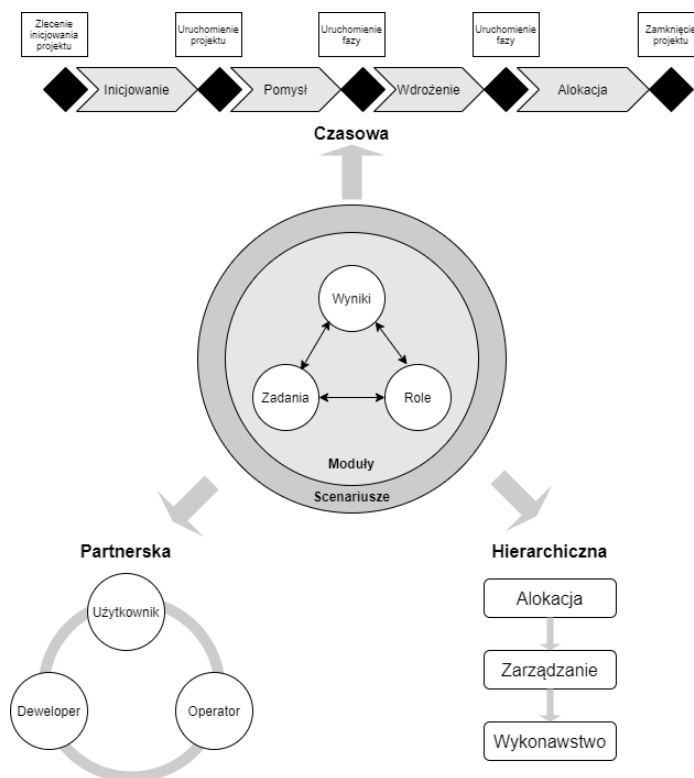 Zlecenie
inicjowania
projektu
Uruchomienie
projektu
Uruchomienie
fazy
Uruchomienie
fazy
Zamknięcie
projektu
Inicjowanie
Pomysł
Wdrożenie
Alokacja
Czasowa
Wyniki
Zadania
Role
Moduły
Scenariusze
Partnerska
Użytkownik
Deweloper
Operator
Hierarchiczna
Alokacja
Zarządzanie
Wykonawstwo